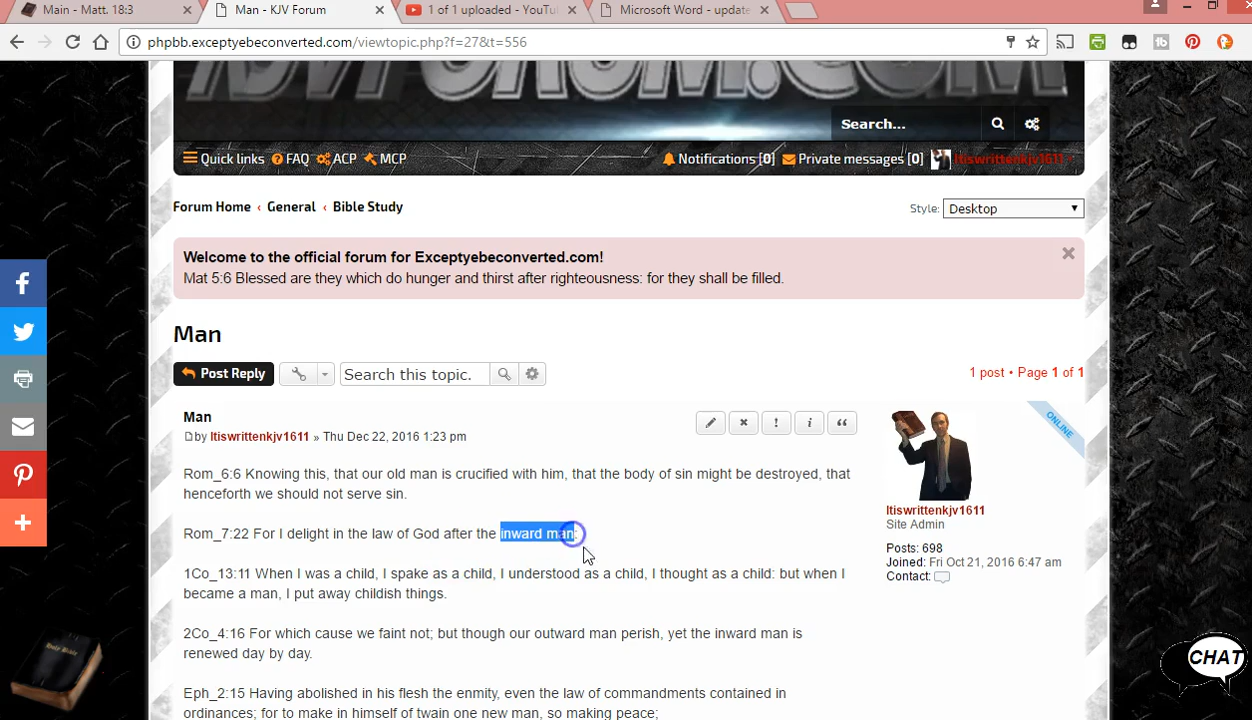 Main - Matt. 18:3
Man - KJV Forum
1 of 1 uploaded - YouTu
Microsoft Word - update
phpbb.exceptyebeconverted.com/viewtopic.php?f=27&t=556
KJVFORUM.COM
Search...
Quick links FAQ ACP MCP
Notifications [0] Private messages [0] Itiswrittenkjv1611
Forum Home ‹ General ‹ Bible Study
Style: Desktop
Welcome to the official forum for Exceptyebeconverted.com!
Mat 5:6 Blessed are they which do hunger and thirst after righteousness: for they shall be filled.
Man
Post Reply
Search this topic.
1 post • Page 1 of 1
Man
by Itiswrittenkjv1611 » Thu Dec 22, 2016 1:23 pm
Rom_6:6 Knowing this, that our old man is crucified with him, that the body of sin might be destroyed, that
henceforth we should not serve sin.
Rom_7:22 For I delight in the law of God after the inward man:
1Co_13:11 When I was a child, I spake as a child, I understood as a child, I thought as a child: but when I
became a man, I put away childish things.
2Co_4:16 For which cause we faint not; but though our outward man perish, yet the inward man is
renewed day by day.
Eph_2:15 Having abolished in his flesh the enmity, even the law of commandments contained in
ordinances; for to make in himself of twain one new man, so making peace;
ONLINE
Itiswrittenkjv1611
Site Admin
Posts: 698
Joined: Fri Oct 21, 2016 6:47 am
Contact:
CHAT